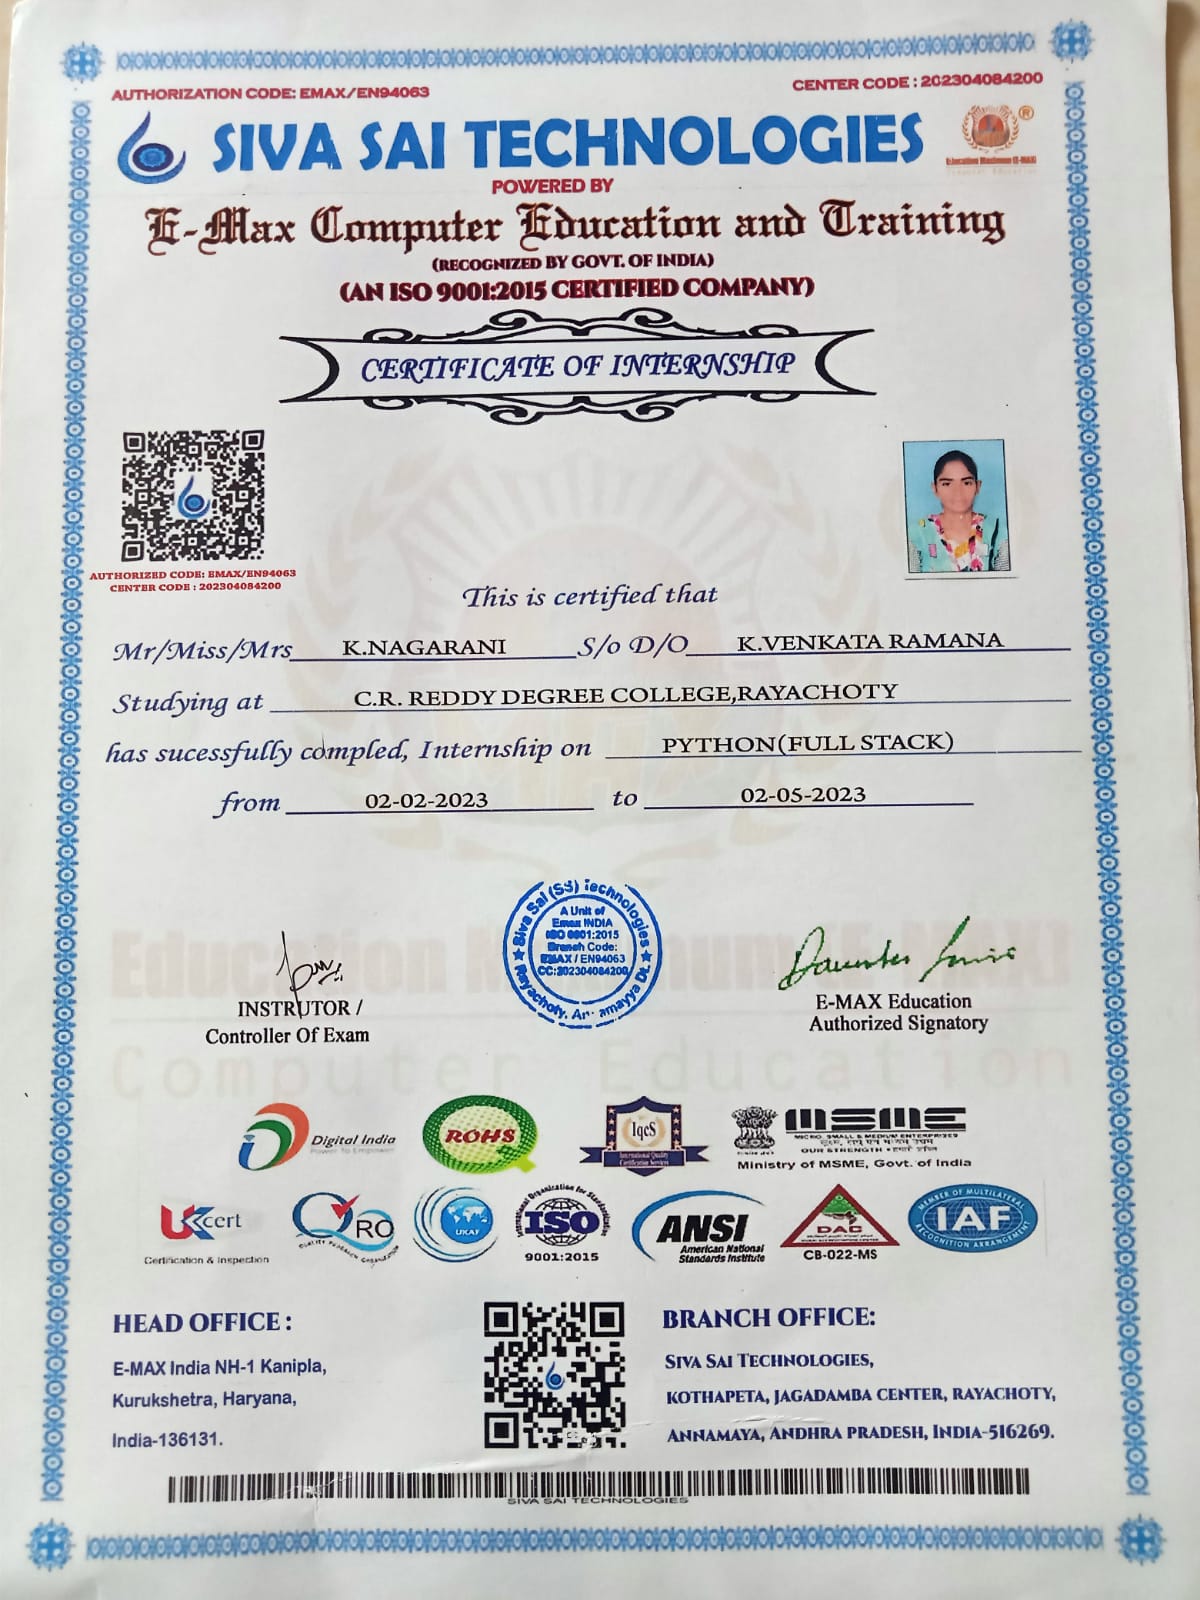 AUTHORIZATION CODE: EMAX/EN94063
CENTER CODE : 202304084200
SIVA SAI TECHNOLOGIES
POWERED BY
E-Max Computer Education and Training
(RECOGNIZED BY GOVT. OF INDIA)
(AN ISO 9001:2015 CERTIFIED COMPANY)
CERTIFICATE OF INTERNSHIP
AUTHORIZED CODE: EMAX/EN94063
CENTER CODE : 202304084200
This is certified that
Mr/Miss/Mrs K.NAGARANI S/o D/O K.VENKATA RAMANA
Studying at C.R. REDDY DEGREE COLLEGE,RAYACHOTY
has sucessfully compled, Internship on PYTHON(FULL STACK)
from 02-02-2023 to 02-05-2023
Siva Sai (SS) Technologies
A Unit of
Emax INDIA
ISO 9001:2015
Branch Code:
EMAX / EN94063
CC:202304084200
Rayachoty,
INSTRUTOR /
Controller Of Exam
E-MAX Education
Authorized Signatory
Computer Education
Digital India
Power To Empower
ROHS
IqcS
International Quality
Certification Services
MSME
MICRO, SMALL & MEDIUM ENTERPRISES
OUR STRENGTH
Ministry of MSME, Govt. of India
UKcert
Certification & Inspection
QRO
QUALITY RESEARCH ORGANIZATION
UKAF
International Organization for
ISO
9001:2015
ANSI
American National
Standards Institute
DAC
CB-022-MS
MEMBER OF MULTILATERAL
IAF
RECOGNITION ARRANGEMENT
HEAD OFFICE :
E-MAX India NH-1 Kanipla,
Kurukshetra, Haryana,
India-136131.
BRANCH OFFICE:
SIVA SAI TECHNOLOGIES,
KOTHAPETA, JAGADAMBA CENTER, RAYACHOTY,
ANNAMAYA, ANDHRA PRADESH, INDIA-516269.
SIVA SAI TECHNOLOGIES